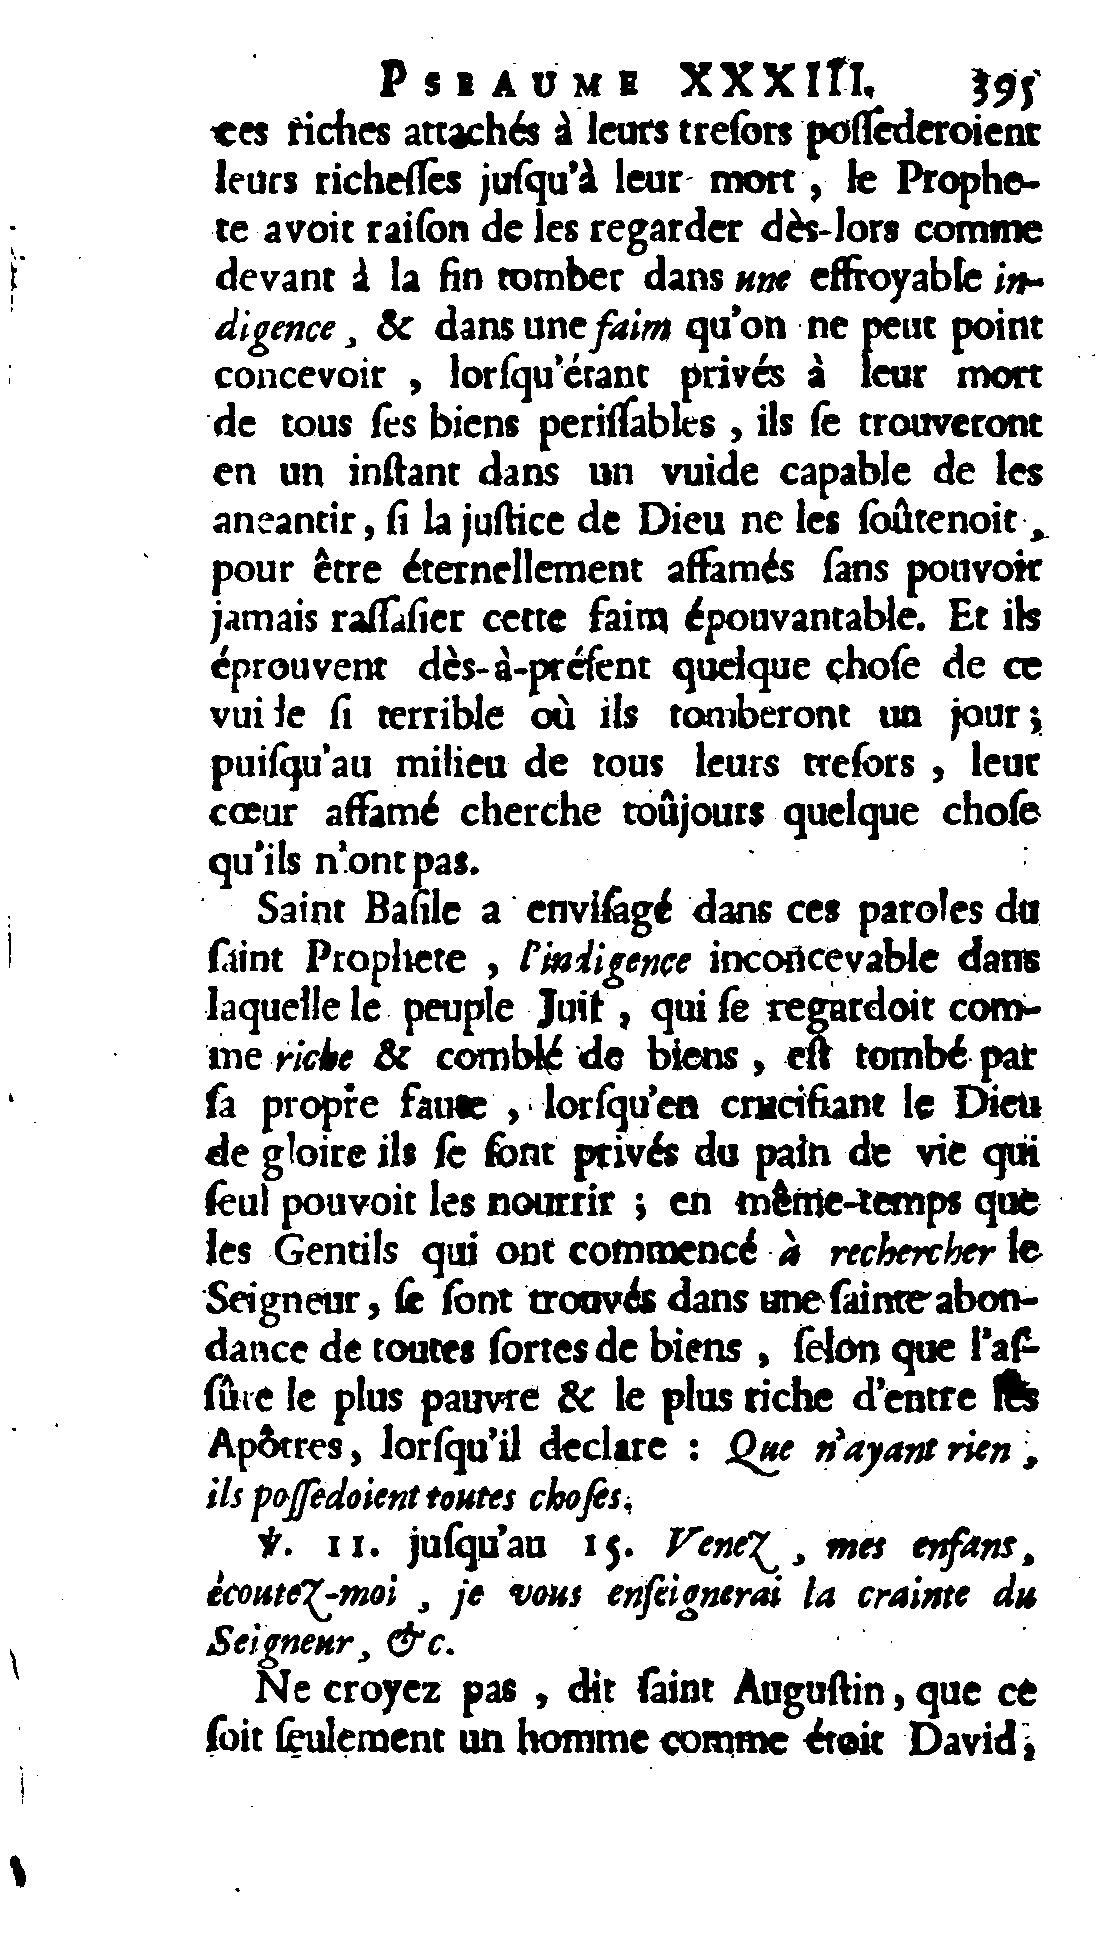 PSEAUME XXXIII. 395
ces riches attachés à leurs tresors possederoient
leurs richesses jusqu'à leur mort, le Prophe-
te avoit raison de les regarder dès-lors comme
devant à la fin tomber dans une effroyable in-
digence, & dans une faim qu'on ne peut point
concevoir, lorsqu'étant privés à leur mort
de tous ses biens perissables, ils se trouveront
en un instant dans un vuide capable de les
aneantir, si la justice de Dieu ne les soûtenoit,
pour être éternellement affamés sans pouvoir
jamais rassasier cette faim épouvantable. Et ils
éprouvent dès-à-présent quelque chose de ce
vuide si terrible où ils tomberont un jour;
puisqu'au milieu de tous leurs tresors, leur
cœur affamé cherche toûjours quelque chose
qu'ils n'ont pas.
Saint Basile a envisagé dans ces paroles du
saint Prophete, l'indigence inconcevable dans
laquelle le peuple Juif, qui se regardoit com-
me riche & comblé de biens, est tombé par
sa propre faute, lorsqu'en crucifiant le Dieu
de gloire ils se sont privés du pain de vie qui
seul pouvoit les nourrir; en même-temps que
les Gentils qui ont commencé à rechercher le
Seigneur, se sont trouvés dans une sainte abon-
dance de toutes sortes de biens, selon que l'as-
sûre le plus pauvre & le plus riche d'entre les
Apôtres, lorsqu'il declare : Que n'ayant rien,
ils possedoient toutes choses.
℣. 11. jusqu'au 15. Venez, mes enfans,
écoutez-moi, je vous enseignerai la crainte du
Seigneur, &c.
Ne croyez pas, dit saint Augustin, que ce
soit seulement un homme comme étoit David,